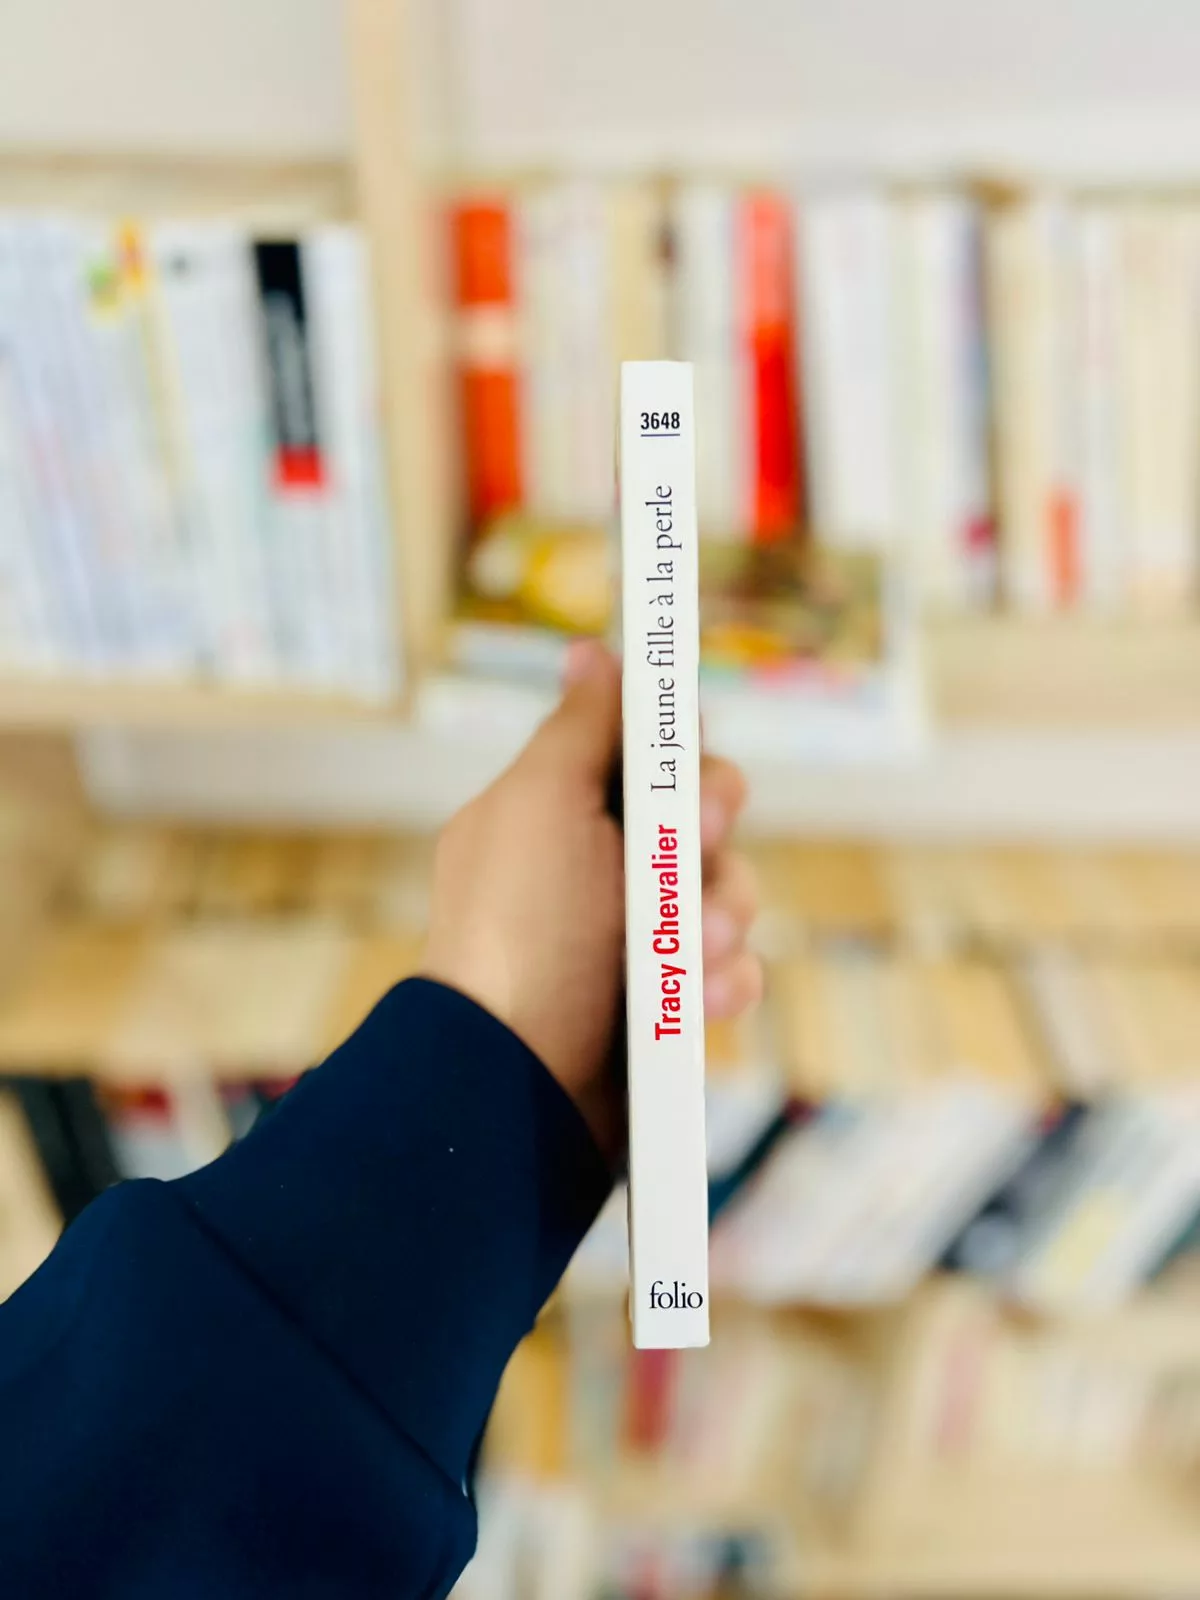 3648
La jeune fille à la perle
Tracy Chevalier
folio